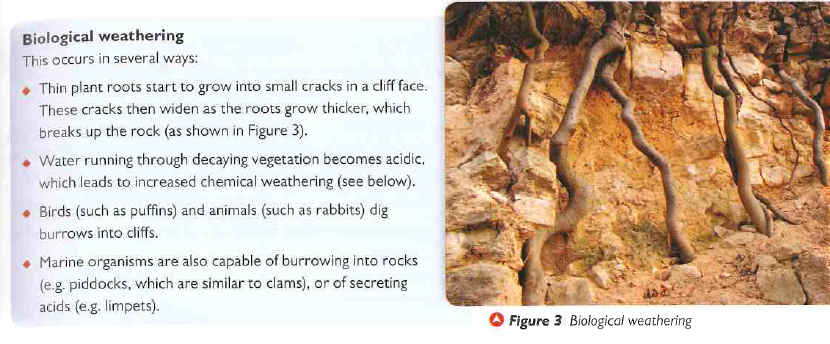 Biological weathering
This occurs in several ways:
♦ Thin plant roots start to grow into small cracks in a cliff face.
These cracks then widen as the roots grow thicker, which
breaks up the rock (as shown in Figure 3).
♦ Water running through decaying vegetation becomes acidic,
which leads to increased chemical weathering (see below).
♦ Birds (such as puffins) and animals (such as rabbits) dig
burrows into cliffs.
♦ Marine organisms are also capable of burrowing into rocks
(e.g. piddocks, which are similar to clams), or of secreting
acids (e.g. limpets).
Figure 3 Biological weathering